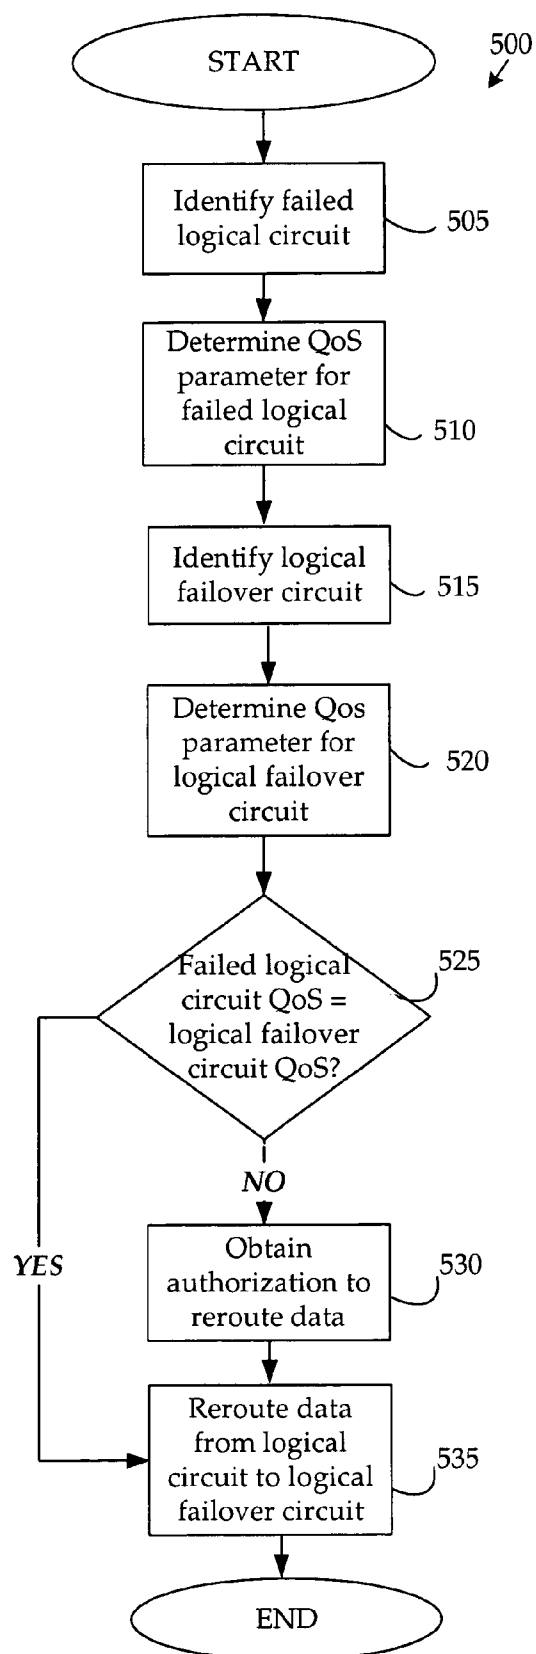 START
500
Identify failed
logical circuit
505
Determine QoS
parameter for
failed logical
circuit
510
Identify logical
failover circuit
515
Determine Qos
parameter for
logical failover
circuit
520
Failed logical
circuit QoS =
logical failover
circuit QoS?
525
NO
YES
Obtain
authorization to
reroute data
530
Reroute data
from logical
circuit to logical
failover circuit
535
END